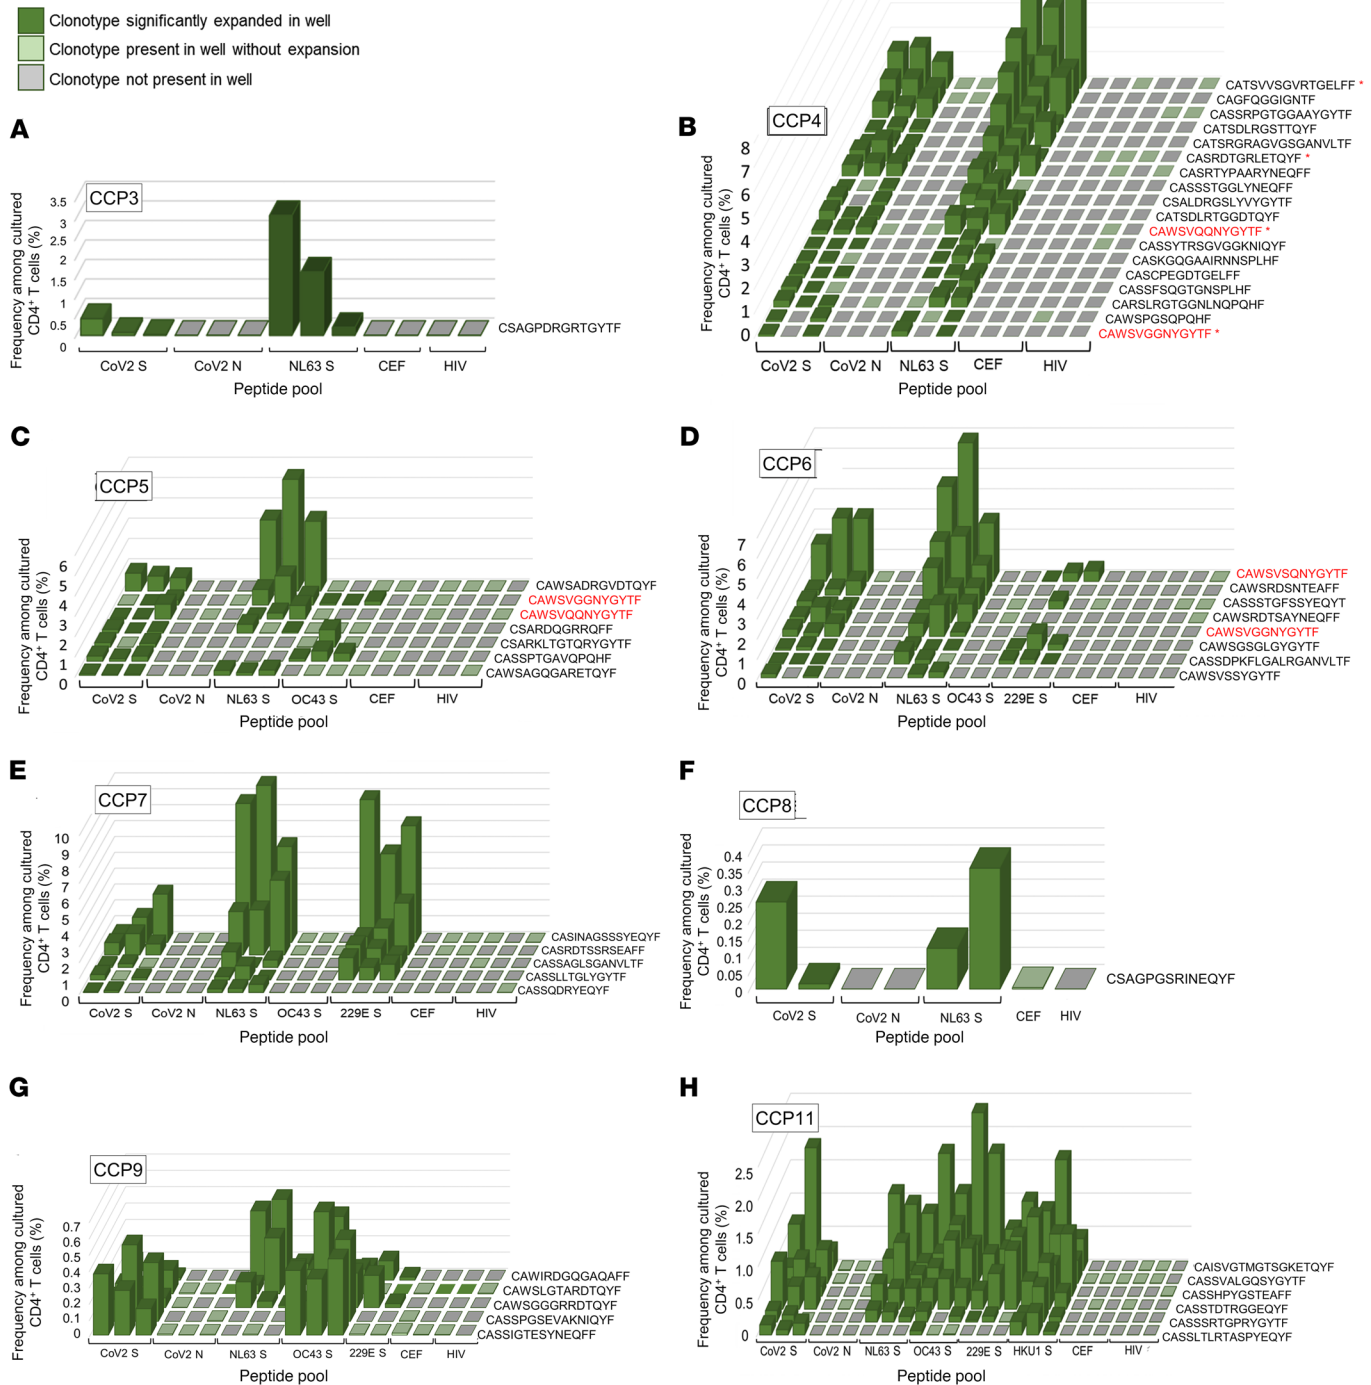 Clonotype significantly expanded in well
Clonotype present in well without expansion
Clonotype not present in well
A
CCP3
Frequency among cultured
CD4+ T cells (%)
3.5
3
2.5
2
1.5
1
0.5
0
CSAGPDRGRTGYTF
CoV2 S
CoV2 N
NL63 S
CEF
HIV
Peptide pool
B
CCP4
Frequency among cultured
CD4+ T cells (%)
8
7
6
5
4
3
2
1
0
CATSVVSGVRTGELFF *
CAGFQGGIGNTF
CASSRPGTGGAAYGYTF
CATSDLRGSTTQYF
CATSRGRAGVGSGANVLTF
CASRDTGRLETQYF *
CASRTYPAARYNEQFF
CASSSTGGLYNEQFF
CSALDRGSLYVYGYTF
CATSDLRTGGDTQYF
CAWSVQQNYGYTF *
CASSYTRSGVGGKNIQYF
CASKGQGAAIRNNSPLHF
CASCPEGDTGELFF
CASSFSQGTGNSPLHF
CARSLRGTGGNLNQPQHF
CAWSPGSQPQHF
CAWSVGGNYGYTF *
CoV2 S
CoV2 N
NL63 S
CEF
HIV
Peptide pool
C
CCP5
Frequency among cultured
CD4+ T cells (%)
6
5
4
3
2
1
0
CAWSADRGVDTQYF
CAWSVGGNYGYTF
CAWSVQQNYGYTF
CSARDQGRRQFF
CSARKLTGTQRYGYTF
CASSPTGAVQPQHF
CAWSAGQGARETQYF
CoV2 S
CoV2 N
NL63 S
OC43 S
CEF
HIV
Peptide pool
D
CCP6
Frequency among cultured
CD4+ T cells (%)
7
6
5
4
3
2
1
0
CAWSVSQNYGYTF
CAWSRDSNTEAFF
CASSSTGFSSYEQYT
CAWSRDTSAYNEQFF
CAWSVGGNYGYTF
CAWSGSGLGYGYTF
CASSDPKFLGALRGANVLTF
CAWSVSSYGYTF
CoV2 S
CoV2 N
NL63 S
OC43 S
229E S
CEF
HIV
Peptide pool
E
CCP7
Frequency among cultured
CD4+ T cells (%)
10
9
8
7
6
5
4
3
2
1
0
CASINAGSSSYEQYF
CASRDTSSRSEAFF
CASSAGLSGANVLTF
CASSLLTGLYGYTF
CASSQDRYEQYF
CoV2 S
CoV2 N
NL63 S
OC43 S
229E S
CEF
HIV
Peptide pool
F
CCP8
Frequency among cultured
CD4+ T cells (%)
0.4
0.35
0.3
0.25
0.2
0.15
0.1
0.05
0
CSAGPGSRINEQYF
CoV2 S
CoV2 N
NL63 S
CEF
HIV
Peptide pool
G
CCP9
Frequency among cultured
CD4+ T cells (%)
0.7
0.6
0.5
0.4
0.3
0.2
0.1
0
CAWIRDGQGAQAFF
CAWSLGTARDTQYF
CAWSGGGRRDTQYF
CASSPGSEVAKNIQYF
CASSIGTESYNEQFF
CoV2 S
CoV2 N
NL63 S
OC43 S
229E S
CEF
HIV
Peptide pool
H
CCP11
Frequency among cultured
CD4+ T cells (%)
2.5
2.0
1.5
1.0
0.5
0
CAISVGTMGTSGKETQYF
CASSVALGQSYGYTF
CASSHPYGSTEAFF
CASSTDTRGGEQYF
CASSSRTGPRYGYTF
CASSLTLRTASPYEQYF
CoV2 S
CoV2 N
NL63 S
OC43 S
229E S
HKU1 S
CEF
HIV
Peptide pool